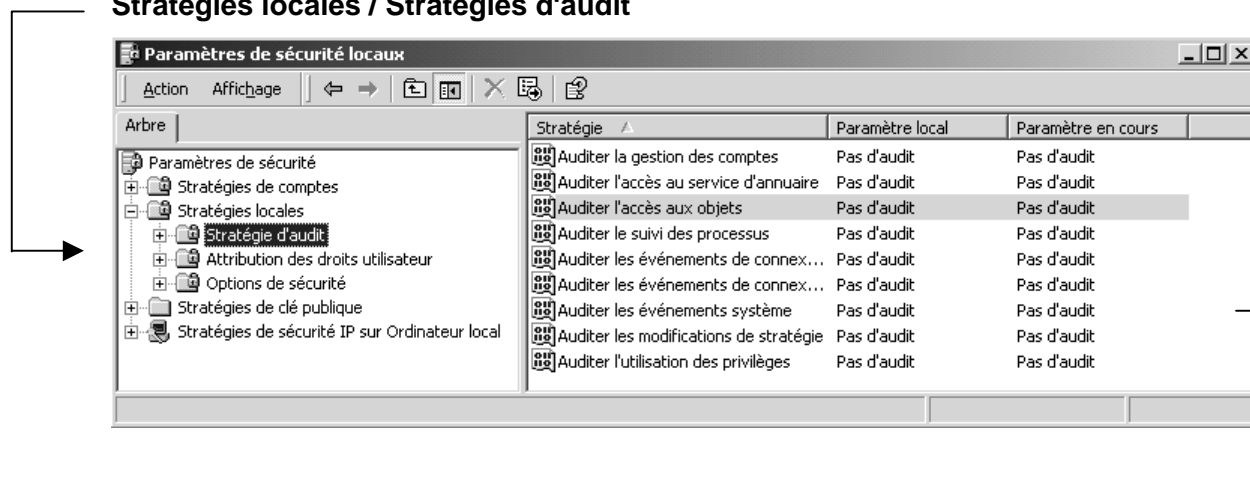 Stratégies locales / Stratégies d'audit
Paramètres de sécurité locaux
Action Affichage
Arbre
Paramètres de sécurité
Stratégies de comptes
Stratégies locales
Stratégie d'audit
Attribution des droits utilisateur
Options de sécurité
Stratégies de clé publique
Stratégies de sécurité IP sur Ordinateur local
Stratégie Paramètre local Paramètre en cours
Auditer la gestion des comptes Pas d'audit Pas d'audit
Auditer l'accès au service d'annuaire Pas d'audit Pas d'audit
Auditer l'accès aux objets Pas d'audit Pas d'audit
Auditer le suivi des processus Pas d'audit Pas d'audit
Auditer les événements de connex... Pas d'audit Pas d'audit
Auditer les événements de connex... Pas d'audit Pas d'audit
Auditer les événements système Pas d'audit Pas d'audit
Auditer les modifications de stratégie Pas d'audit Pas d'audit
Auditer l'utilisation des privilèges Pas d'audit Pas d'audit